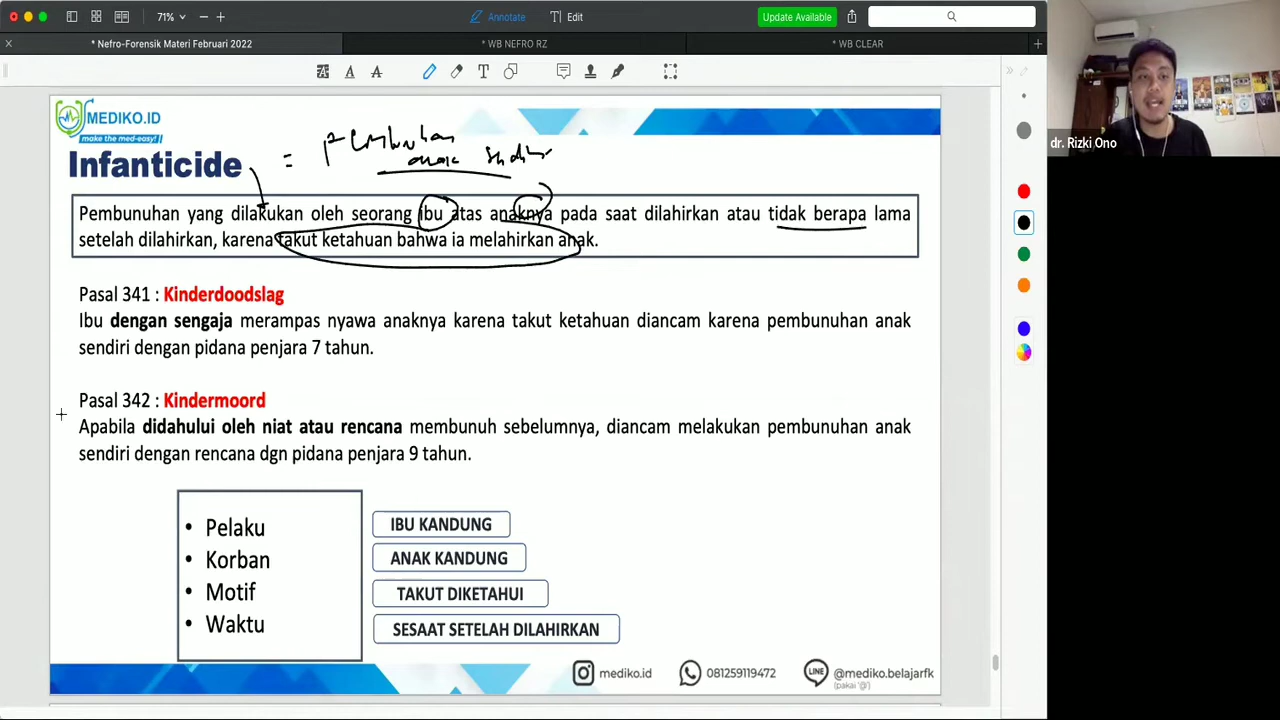 71%
Annotate
Edit
Update Available
* Nefro-Forensik Materi Februari 2022
* WB NEFRO RZ
* WB CLEAR
dr. Rizki Ono
MEDIKO.ID
make the med-easy!
Infanticide
= Pembunuhan
anak sendiri
Pembunuhan yang dilakukan oleh seorang ibu atas anaknya pada saat dilahirkan atau tidak berapa lama
setelah dilahirkan, karena takut ketahuan bahwa ia melahirkan anak.
Pasal 341 : Kinderdoodslag
Ibu dengan sengaja merampas nyawa anaknya karena takut ketahuan diancam karena pembunuhan anak
sendiri dengan pidana penjara 7 tahun.
Pasal 342 : Kindermoord
Apabila didahului oleh niat atau rencana membunuh sebelumnya, diancam melakukan pembunuhan anak
sendiri dengan rencana dgn pidana penjara 9 tahun.
• Pelaku
IBU KANDUNG
• Korban
ANAK KANDUNG
• Motif
TAKUT DIKETAHUI
• Waktu
SESAAT SETELAH DILAHIRKAN
mediko.id
081259119472
LINE
@mediko.belajarfk
(pakai '@')